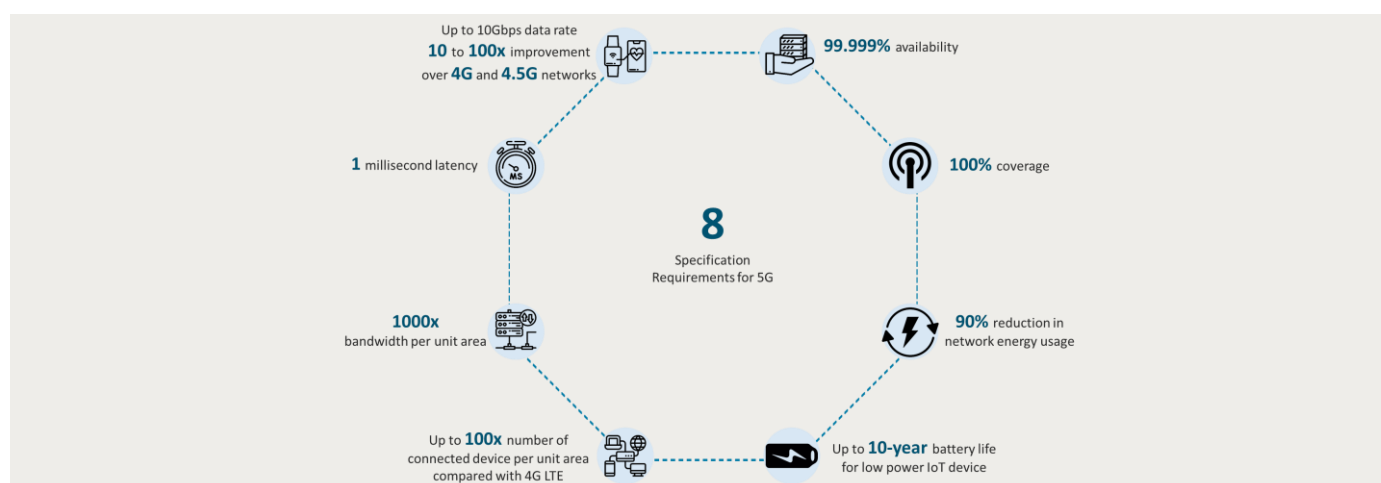 Up to 10Gbps data rate
10 to 100x improvement
over 4G and 4.5G networks
99.999% availability
1 millisecond latency
MS
100% coverage
8
Specification
Requirements for 5G
1000x
bandwidth per unit area
90% reduction in
network energy usage
Up to 100x number of
connected device per unit area
compared with 4G LTE
Up to 10-year battery life
for low power IoT device